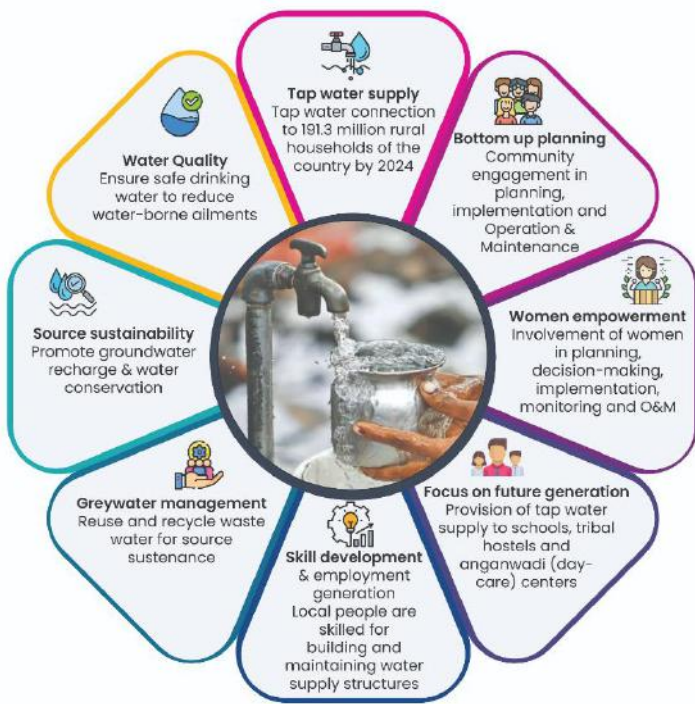 Tap water supply
Tap water connection
to 191.3 million rural
households of the
country by 2024
Bottom up planning
Community
engagement in
planning,
implementation and
Operation &
Maintenance
Women empowerment
Involvement of women
in planning,
decision-making,
implementation,
monitoring and O&M
Focus on future generation
Provision of tap water
supply to schools, tribal
hostels and
anganwadi (day-
care) centers
Skill development
& employment
generation
Local people are
skilled for
building and
maintaining water
supply structures
Greywater management
Reuse and recycle waste
water for source
sustenance
Source sustainability
Promote groundwater
recharge & water
conservation
Water Quality
Ensure safe drinking
water to reduce
water-borne ailments